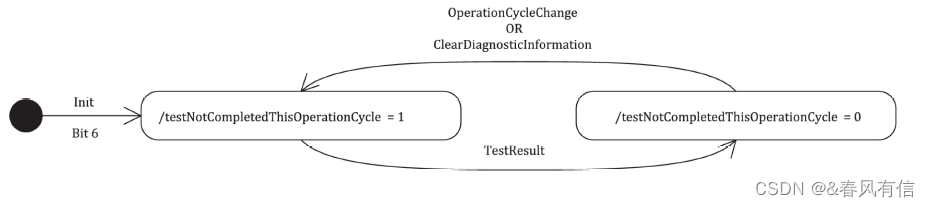 OperationCycleChange
OR
ClearDiagnosticInformation
Init
Bit 6
/testNotCompletedThisOperationCycle = 1
/testNotCompletedThisOperationCycle = 0
TestResult
CSDN @&春风有信